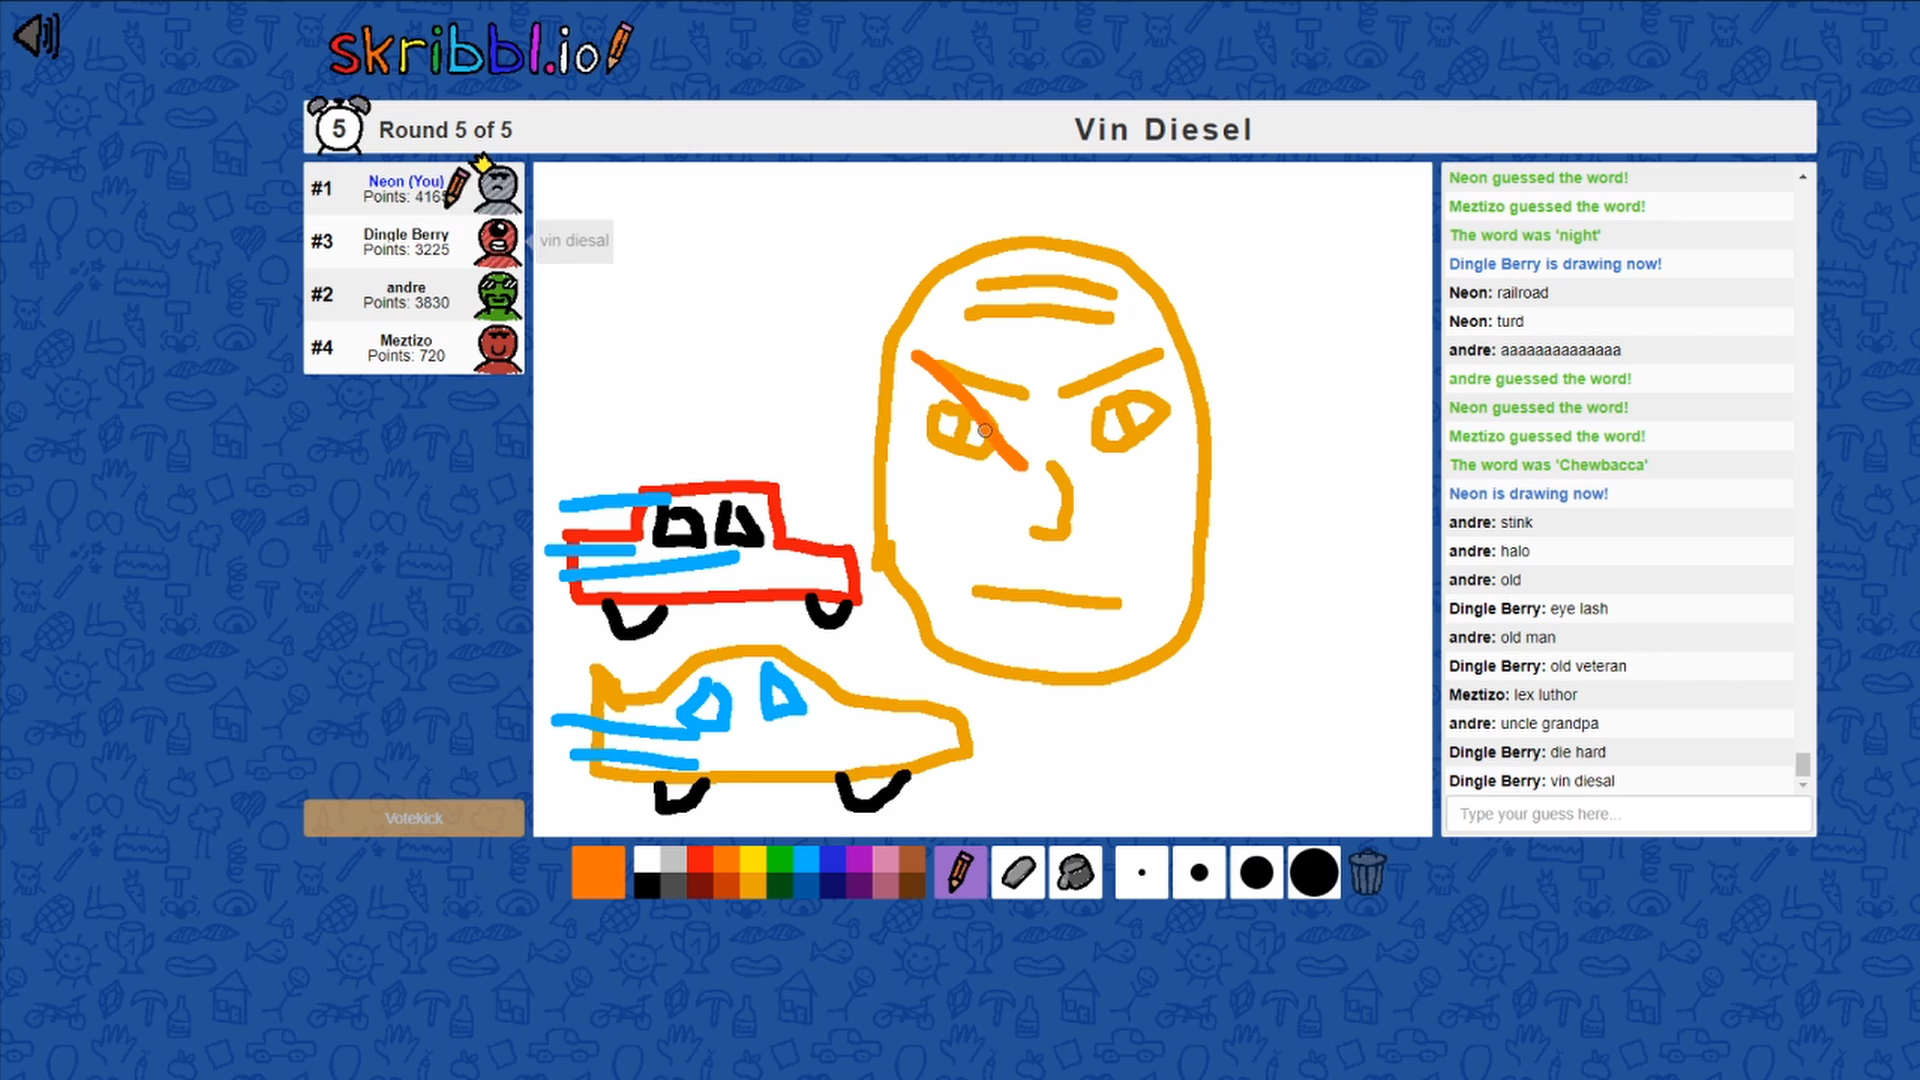 skribbl.io
5
Round 5 of 5
Vin Diesel
#1
Neon (You)
Points: 4165
#3
Dingle Berry
Points: 3225
vin diesal
#2
andre
Points: 3830
#4
Meztizo
Points: 720
Votekick
Neon guessed the word!
Meztizo guessed the word!
The word was 'night'
Dingle Berry is drawing now!
Neon: railroad
Neon: turd
andre: aaaaaaaaaaaaaa
andre guessed the word!
Neon guessed the word!
Meztizo guessed the word!
The word was 'Chewbacca'
Neon is drawing now!
andre: stink
andre: halo
andre: old
Dingle Berry: eye lash
andre: old man
Dingle Berry: old veteran
Meztizo: lex luthor
andre: uncle grandpa
Dingle Berry: die hard
Dingle Berry: vin diesal
Type your guess here...